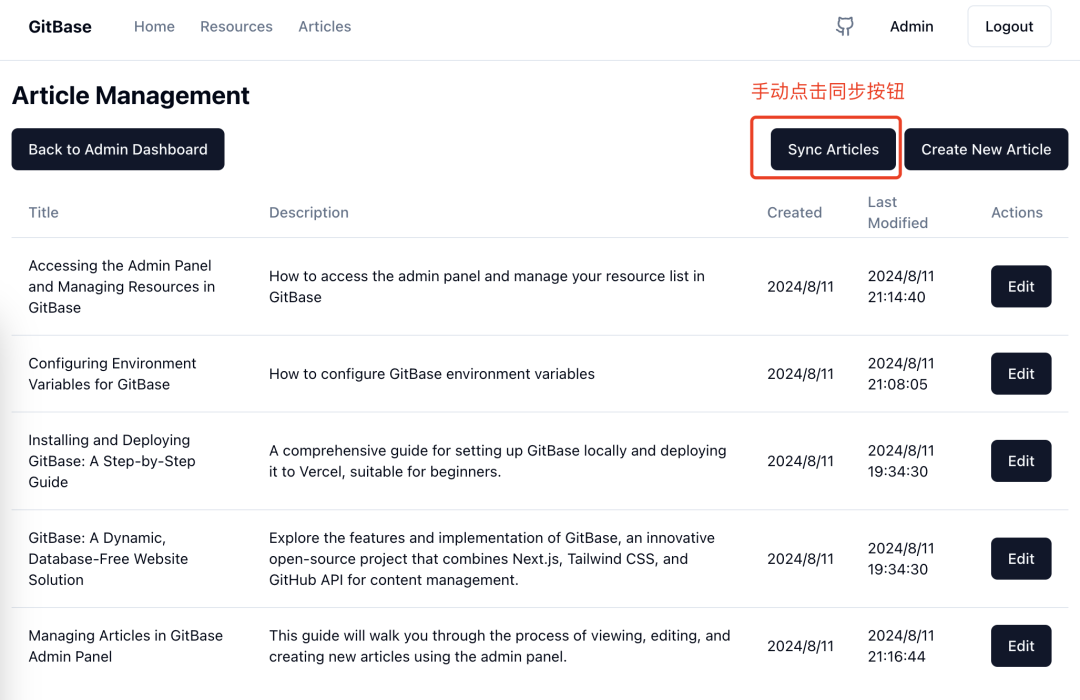 GitBase Home Resources Articles Admin Logout
Article Management
手动点击同步按钮
Back to Admin Dashboard
Sync Articles
Create New Article
Title Description Created Last Modified Actions
Accessing the Admin Panel
and Managing Resources in
GitBase
How to access the admin panel and manage your resource list in
GitBase
2024/8/11
2024/8/11
21:14:40
Edit
Configuring Environment
Variables for GitBase
How to configure GitBase environment variables
2024/8/11
2024/8/11
21:08:05
Edit
Installing and Deploying
GitBase: A Step-by-Step
Guide
A comprehensive guide for setting up GitBase locally and deploying
it to Vercel, suitable for beginners.
2024/8/11
2024/8/11
19:34:30
Edit
GitBase: A Dynamic,
Database-Free Website
Solution
Explore the features and implementation of GitBase, an innovative
open-source project that combines Next.js, Tailwind CSS, and
GitHub API for content management.
2024/8/11
2024/8/11
19:34:30
Edit
Managing Articles in GitBase
Admin Panel
This guide will walk you through the process of viewing, editing, and
creating new articles using the admin panel.
2024/8/11
2024/8/11
21:16:44
Edit